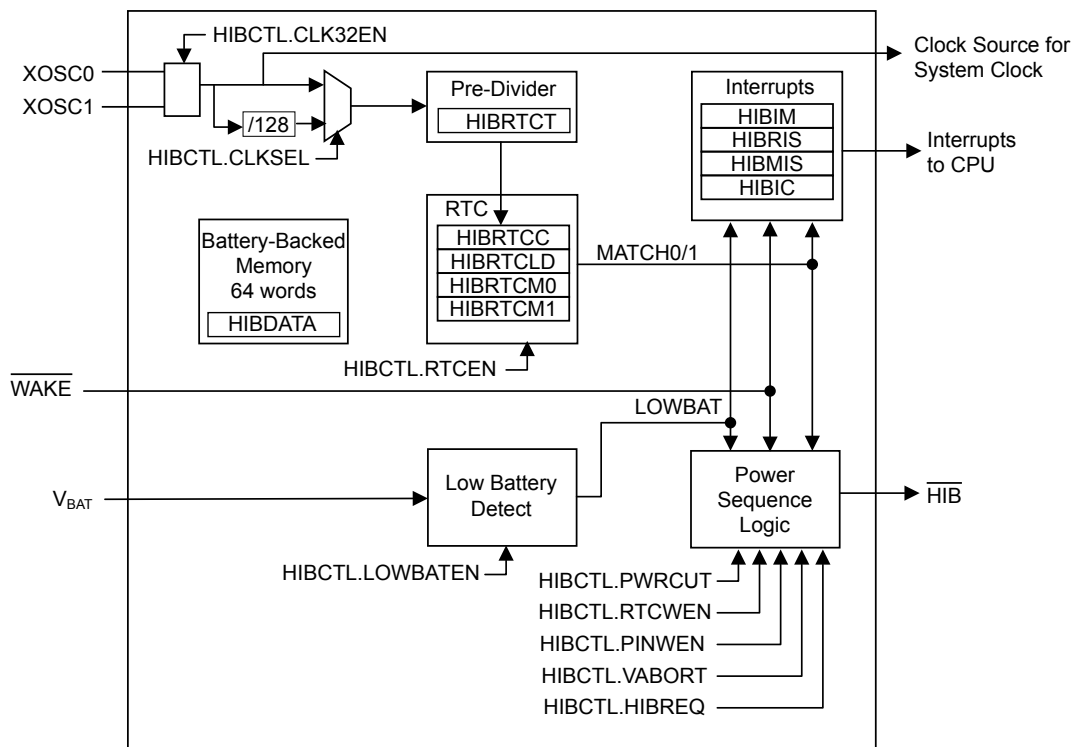 HIBCTL.CLK32EN
XOSC0
XOSC1
/128
HIBCTL.CLKSEL
Pre-Divider
HIBRTCT
Clock Source for
System Clock
Interrupts
HIBIM
HIBRIS
HIBMIS
HIBIC
Interrupts
to CPU
Battery-Backed
Memory
64 words
HIBDATA
RTC
HIBRTCC
HIBRTCLD
HIBRTCM0
HIBRTCM1
MATCH0/1
HIBCTL.RTCEN
WAKE
LOWBAT
VBAT
Low Battery
Detect
HIBCTL.LOWBATEN
Power
Sequence
Logic
HIB
HIBCTL.PWRCUT
HIBCTL.RTCWEN
HIBCTL.PINWEN
HIBCTL.VABORT
HIBCTL.HIBREQ